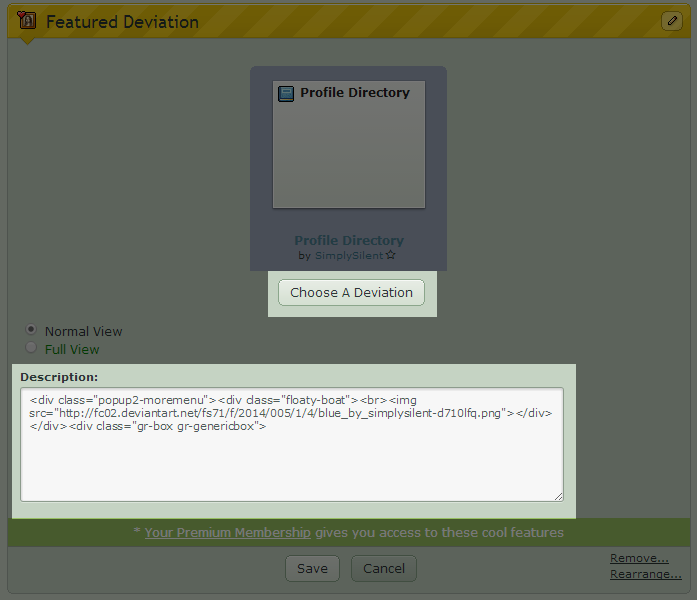 Featured Deviation
Profile Directory
Profile Directory
by SimplySilent
Choose A Deviation
Normal View
Full View
Description:
<div class="popup2-moremenu"><div class="floaty-boat"><br><img
src="http://fc02.deviantart.net/fs71/f/2014/005/1/4/blue_by_simplysilent-d710lfq.png"></div>
</div><div class="gr-box gr-genericbox">
* Your Premium Membership gives you access to these cool features
Save Cancel
Remove...
Rearrange...